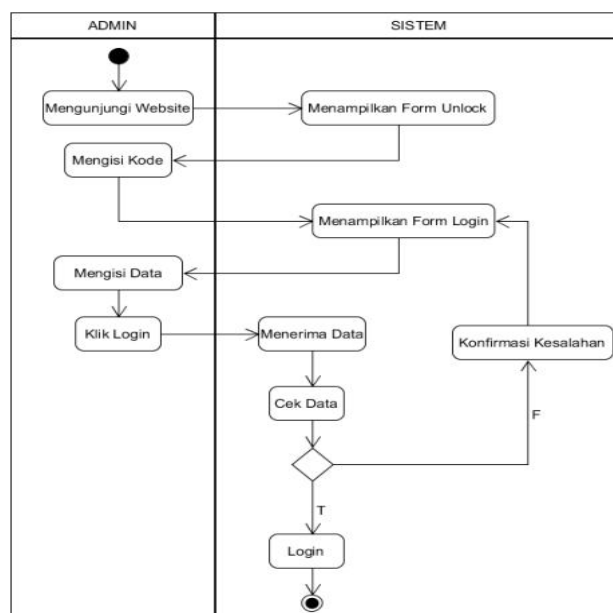 ADMIN
SISTEM
Mengunjungi Website
Menampilkan Form Unlock
Mengisi Kode
Menampilkan Form Login
Mengisi Data
Klik Login
Menerima Data
Konfirmasi Kesalahan
Cek Data
F
T
Login